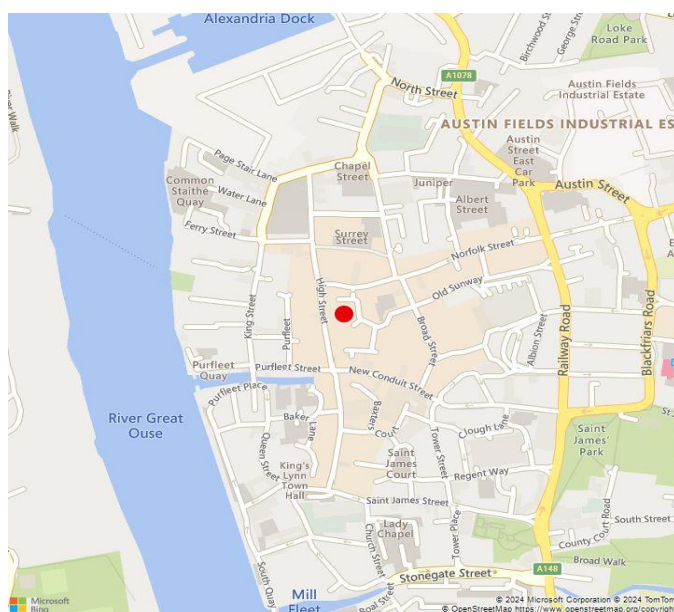 Alexandria Dock
Loke
Road Park
Birchwood Street
George Street
A1078
North Street
Austin Fields
Industrial Estate
AUSTIN FIELDS INDUSTRIAL ES
River Walk
Page Stair Lane
Chapel
Street
Austin
Street
East
Car
Park
Common
Staithe
Quay
Water Lane
Juniper
Albert
Street
Austin Street
Ferry Street
Surrey
Street
Norfolk Street
Old Sunway
High Street
King Street
Purfleet
Broad Street
Albion Street
Railway Road
Blackfriars Road
Purfleet
Quay
Purfleet Street
New Conduit Street
Purfleet Place
River Great
Ouse
Baker
Lane
Baxters
Court
Clough Lane
Tower Street
Saint
James'
Park
St
Queen Street
King's
Lynn
Town
Hall
Saint
James
Court
Regent Way
Saint James Street
South Street
County Court Road
Lady
Chapel
Church Street
Tower Place
Broad Walk
South Quay
Stonegate Street
A148
Mill
Fleet
Boal Street
Microsoft
Bing
© 2024 Microsoft Corporation © 2024 TomTom
© OpenStreetMap https://www.openstreetmap.org/copyrigh